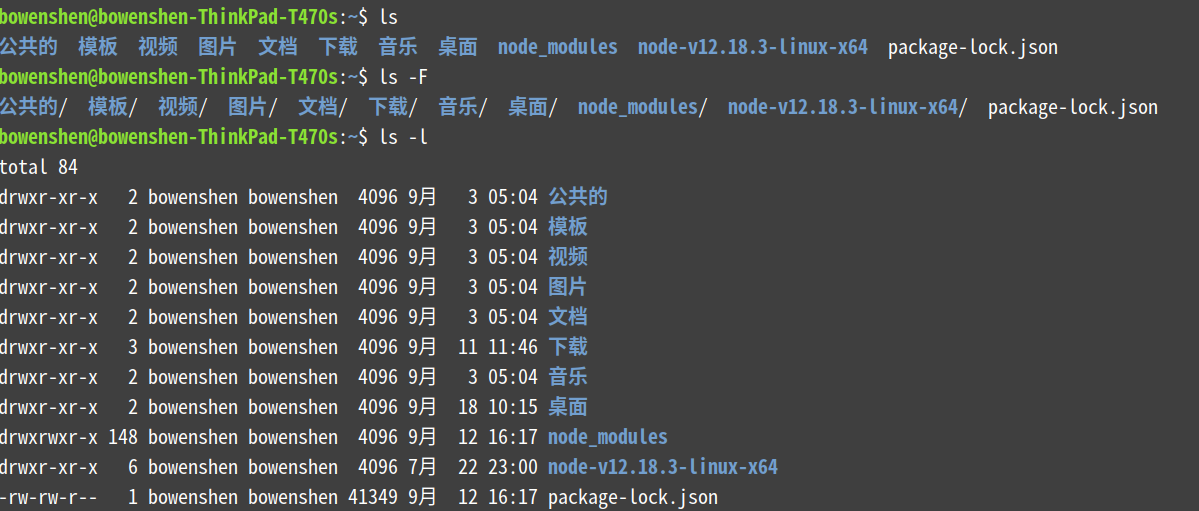 bowenshen@bowenshen-ThinkPad-T470s:~$ ls
公共的  模板  视频  图片  文档  下载  音乐  桌面  node_modules  node-v12.18.3-linux-x64  package-lock.json
bowenshen@bowenshen-ThinkPad-T470s:~$ ls -F
公共的/  模板/  视频/  图片/  文档/  下载/  音乐/  桌面/  node_modules/  node-v12.18.3-linux-x64/  package-lock.json
bowenshen@bowenshen-ThinkPad-T470s:~$ ls -l
total 84
drwxr-xr-x   2 bowenshen bowenshen  4096 9月   3 05:04 公共的
drwxr-xr-x   2 bowenshen bowenshen  4096 9月   3 05:04 模板
drwxr-xr-x   2 bowenshen bowenshen  4096 9月   3 05:04 视频
drwxr-xr-x   2 bowenshen bowenshen  4096 9月   3 05:04 图片
drwxr-xr-x   2 bowenshen bowenshen  4096 9月   3 05:04 文档
drwxr-xr-x   3 bowenshen bowenshen  4096 9月  11 11:46 下载
drwxr-xr-x   2 bowenshen bowenshen  4096 9月   3 05:04 音乐
drwxr-xr-x   2 bowenshen bowenshen  4096 9月  18 10:15 桌面
drwxrwxr-x 148 bowenshen bowenshen  4096 9月  12 16:17 node_modules
drwxr-xr-x   6 bowenshen bowenshen  4096 7月  22 23:00 node-v12.18.3-linux-x64
-rw-rw-r--   1 bowenshen bowenshen 41349 9月  12 16:17 package-lock.json